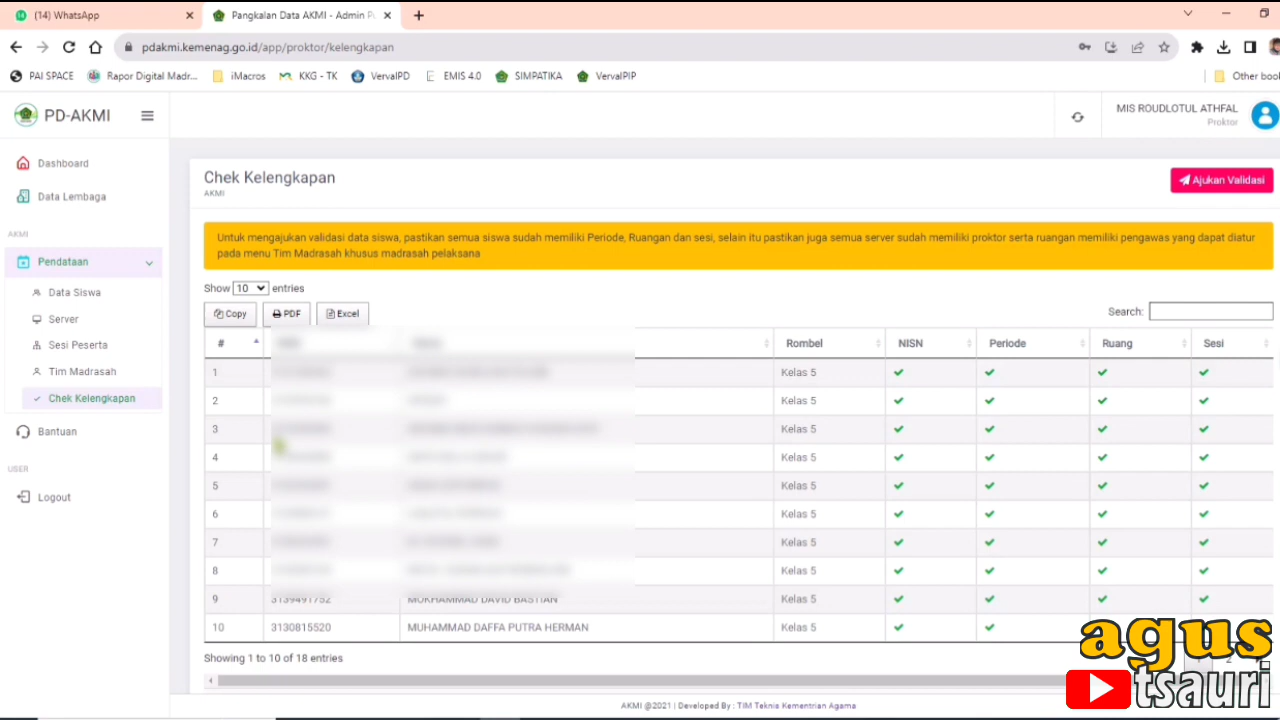 (14) WhatsApp
Pangkalan Data AKMI - Admin P
pdakmi.kemenag.go.id/app/proktor/kelengkapan
PAI SPACE Rapor Digital Madr... iMacros KKG - TK VervalPD EMIS 4.0 SIMPATIKA VervalPIP Other book
PD-AKMI
MIS ROUDLOTUL ATHFAL
Proktor
Dashboard
Data Lembaga
AKMI
Pendataan
Data Siswa
Server
Sesi Peserta
Tim Madrasah
Chek Kelengkapan
Bantuan
USER
Logout
Chek Kelengkapan
AKMI
Ajukan Validasi
Untuk mengajukan validasi data siswa, pastikan semua siswa sudah memiliki Periode, Ruangan dan sesi, selain itu pastikan juga semua server sudah memiliki proktor serta ruangan memiliki pengawas yang dapat diatur
pada menu Tim Madrasah khusus madrasah pelaksana
Show 10 entries
Copy PDF Excel
Search:
# Rombel NISN Periode Ruang Sesi
1 Kelas 5
2 Kelas 5
3 Kelas 5
4 Kelas 5
5 Kelas 5
6 Kelas 5
7 Kelas 5
8 Kelas 5
9 3139491752 MOKHAMMAD DAVID BASTIAN Kelas 5
10 3130815520 MUHAMMAD DAFFA PUTRA HERMAN Kelas 5
Showing 1 to 10 of 18 entries
1 2
AKMI @2021 | Developed By : TIM Teknis Kementrian Agama
agus
tsauri